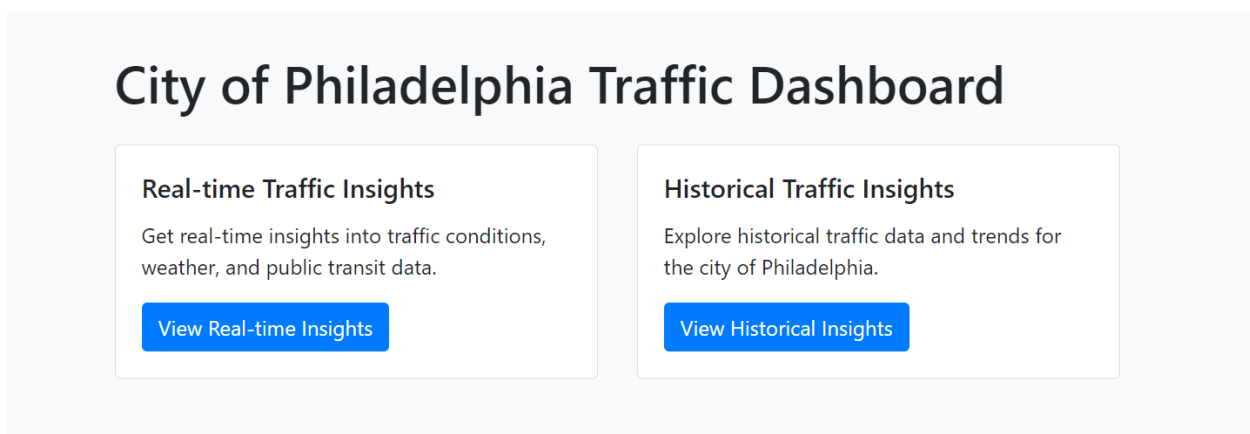 City of Philadelphia Traffic Dashboard
Real-time Traffic Insights
Get real-time insights into traffic conditions,
weather, and public transit data.
View Real-time Insights
Historical Traffic Insights
Explore historical traffic data and trends for
the city of Philadelphia.
View Historical Insights